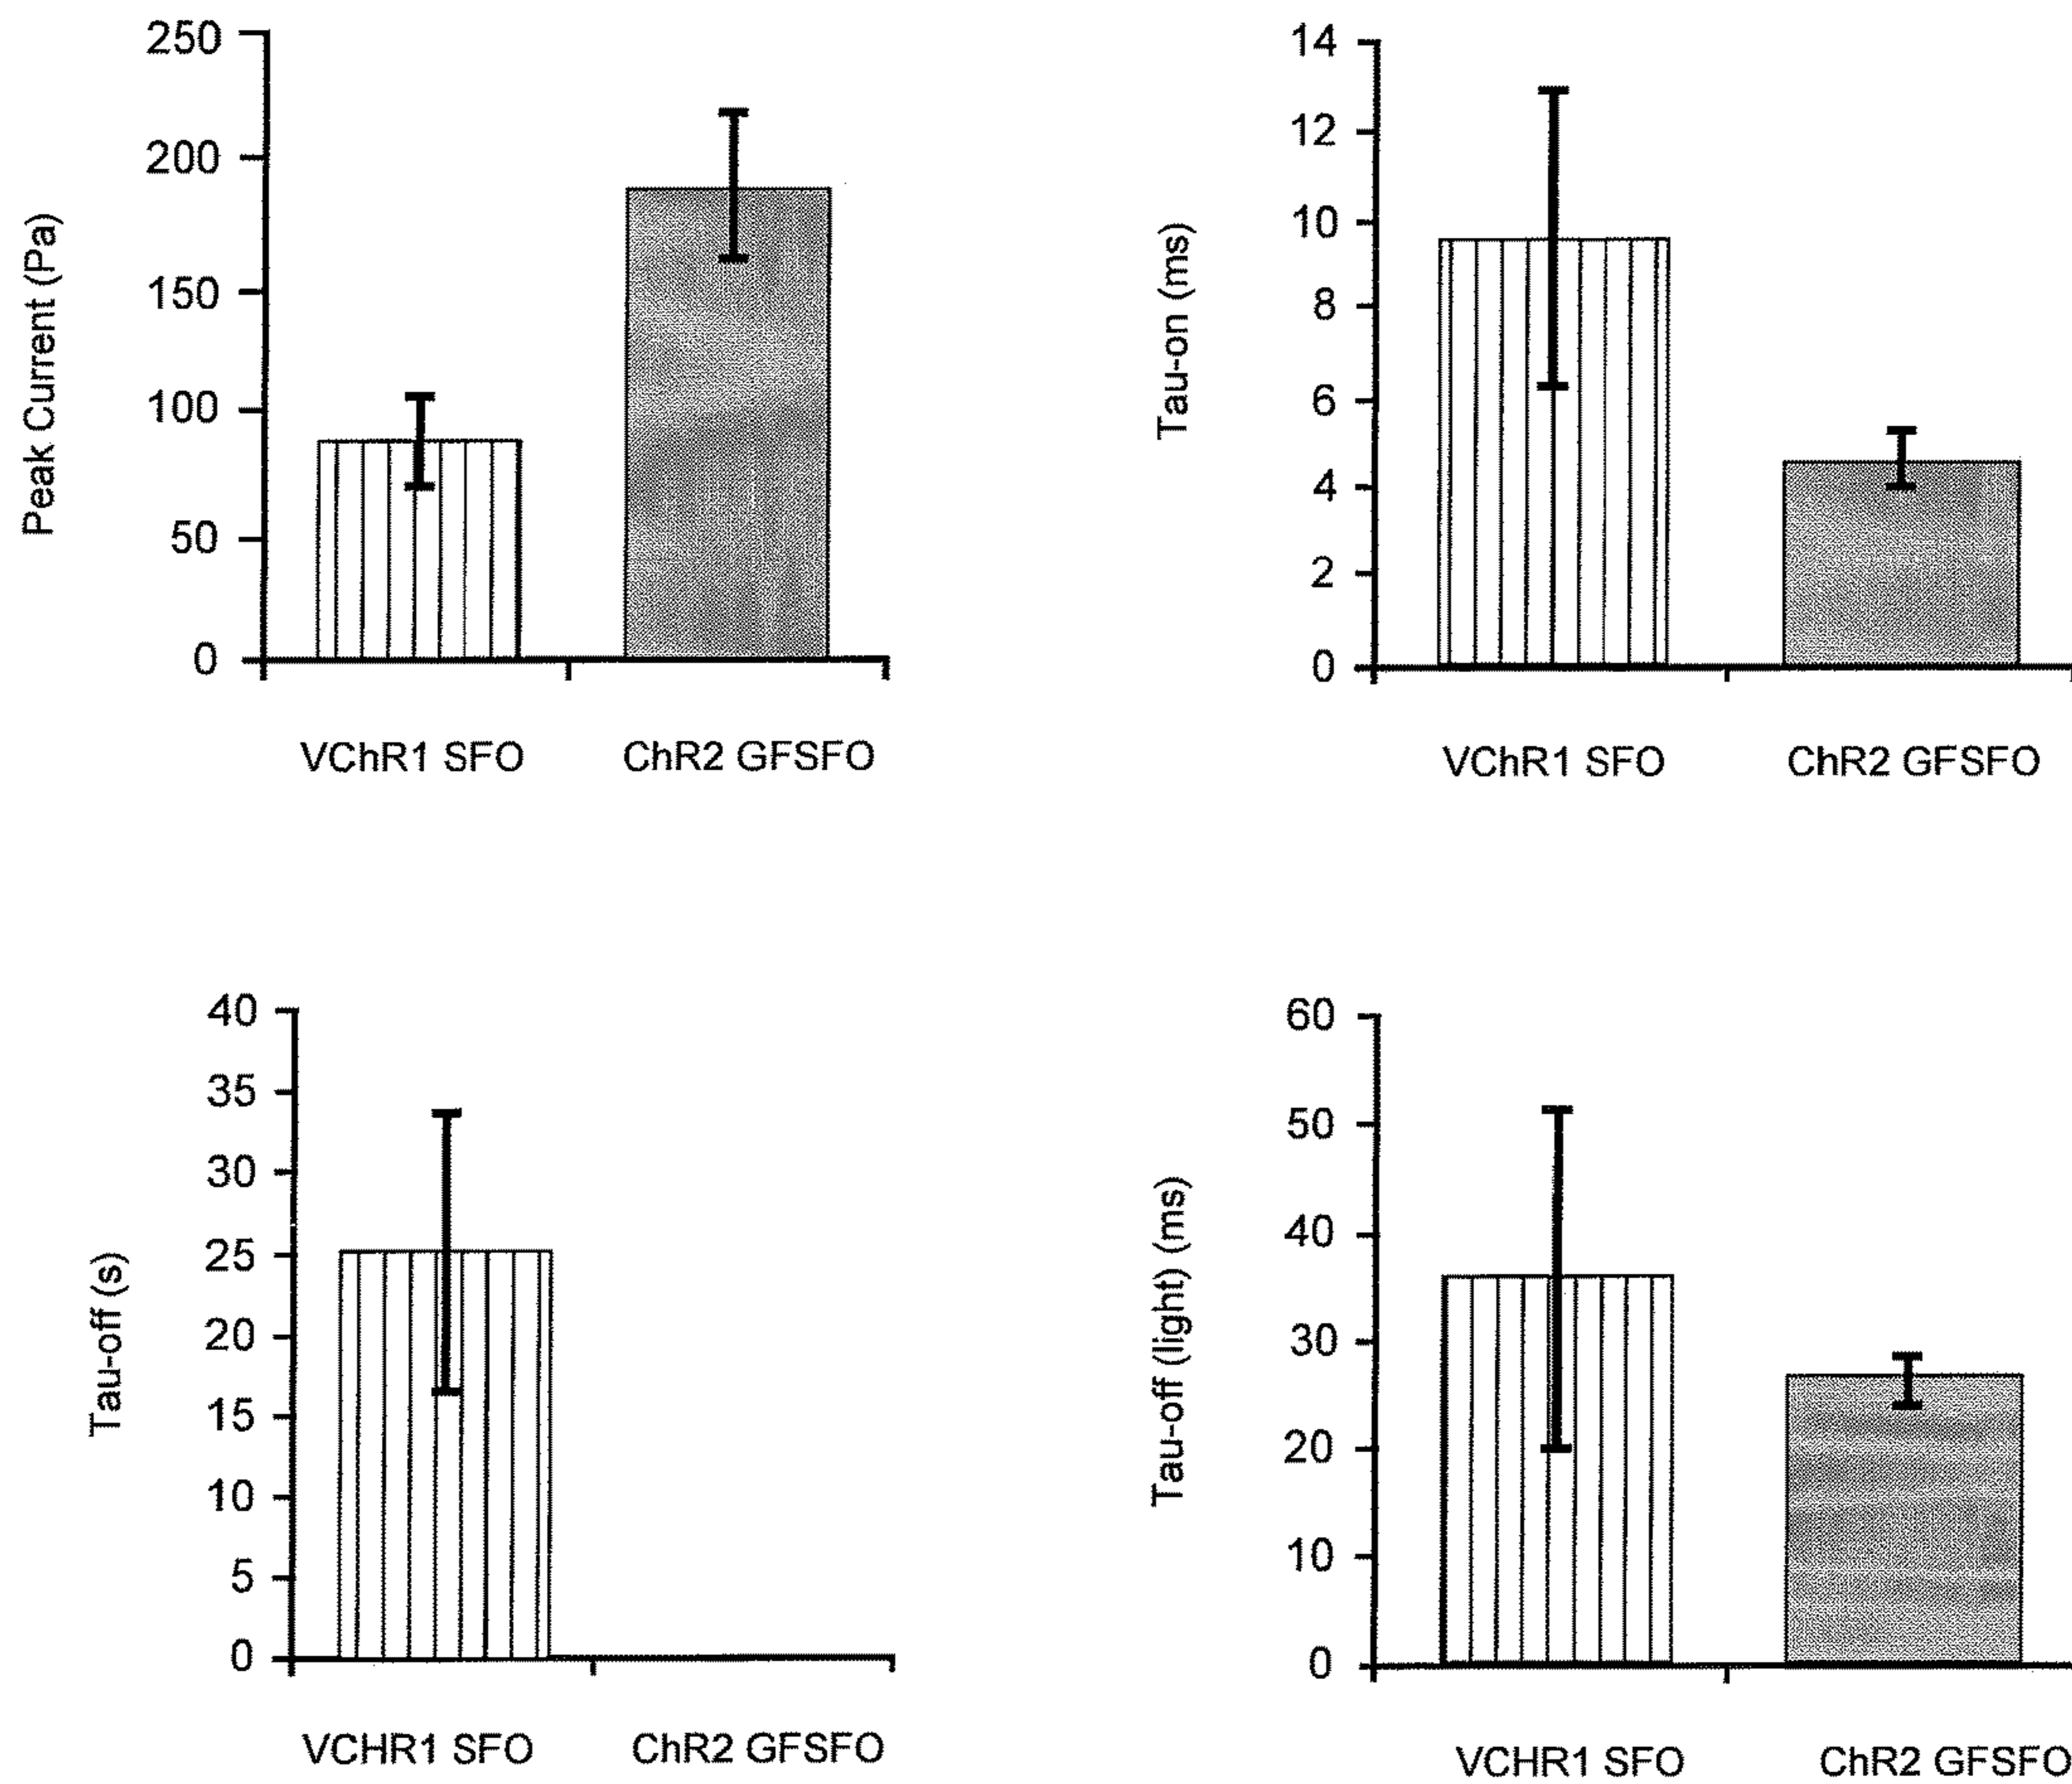 250
200
150
100
50
0
Peak Current (Pa)
VChR1 SFO
ChR2 GFSFO
14
12
10
8
6
4
2
0
Tau-on (ms)
VChR1 SFO
ChR2 GFSFO
40
35
30
25
20
15
10
5
0
Tau-off (s)
VCHR1 SFO
ChR2 GFSFO
60
50
40
30
20
10
0
Tau-off (light) (ms)
VCHR1 SFO
ChR2 GFSFO